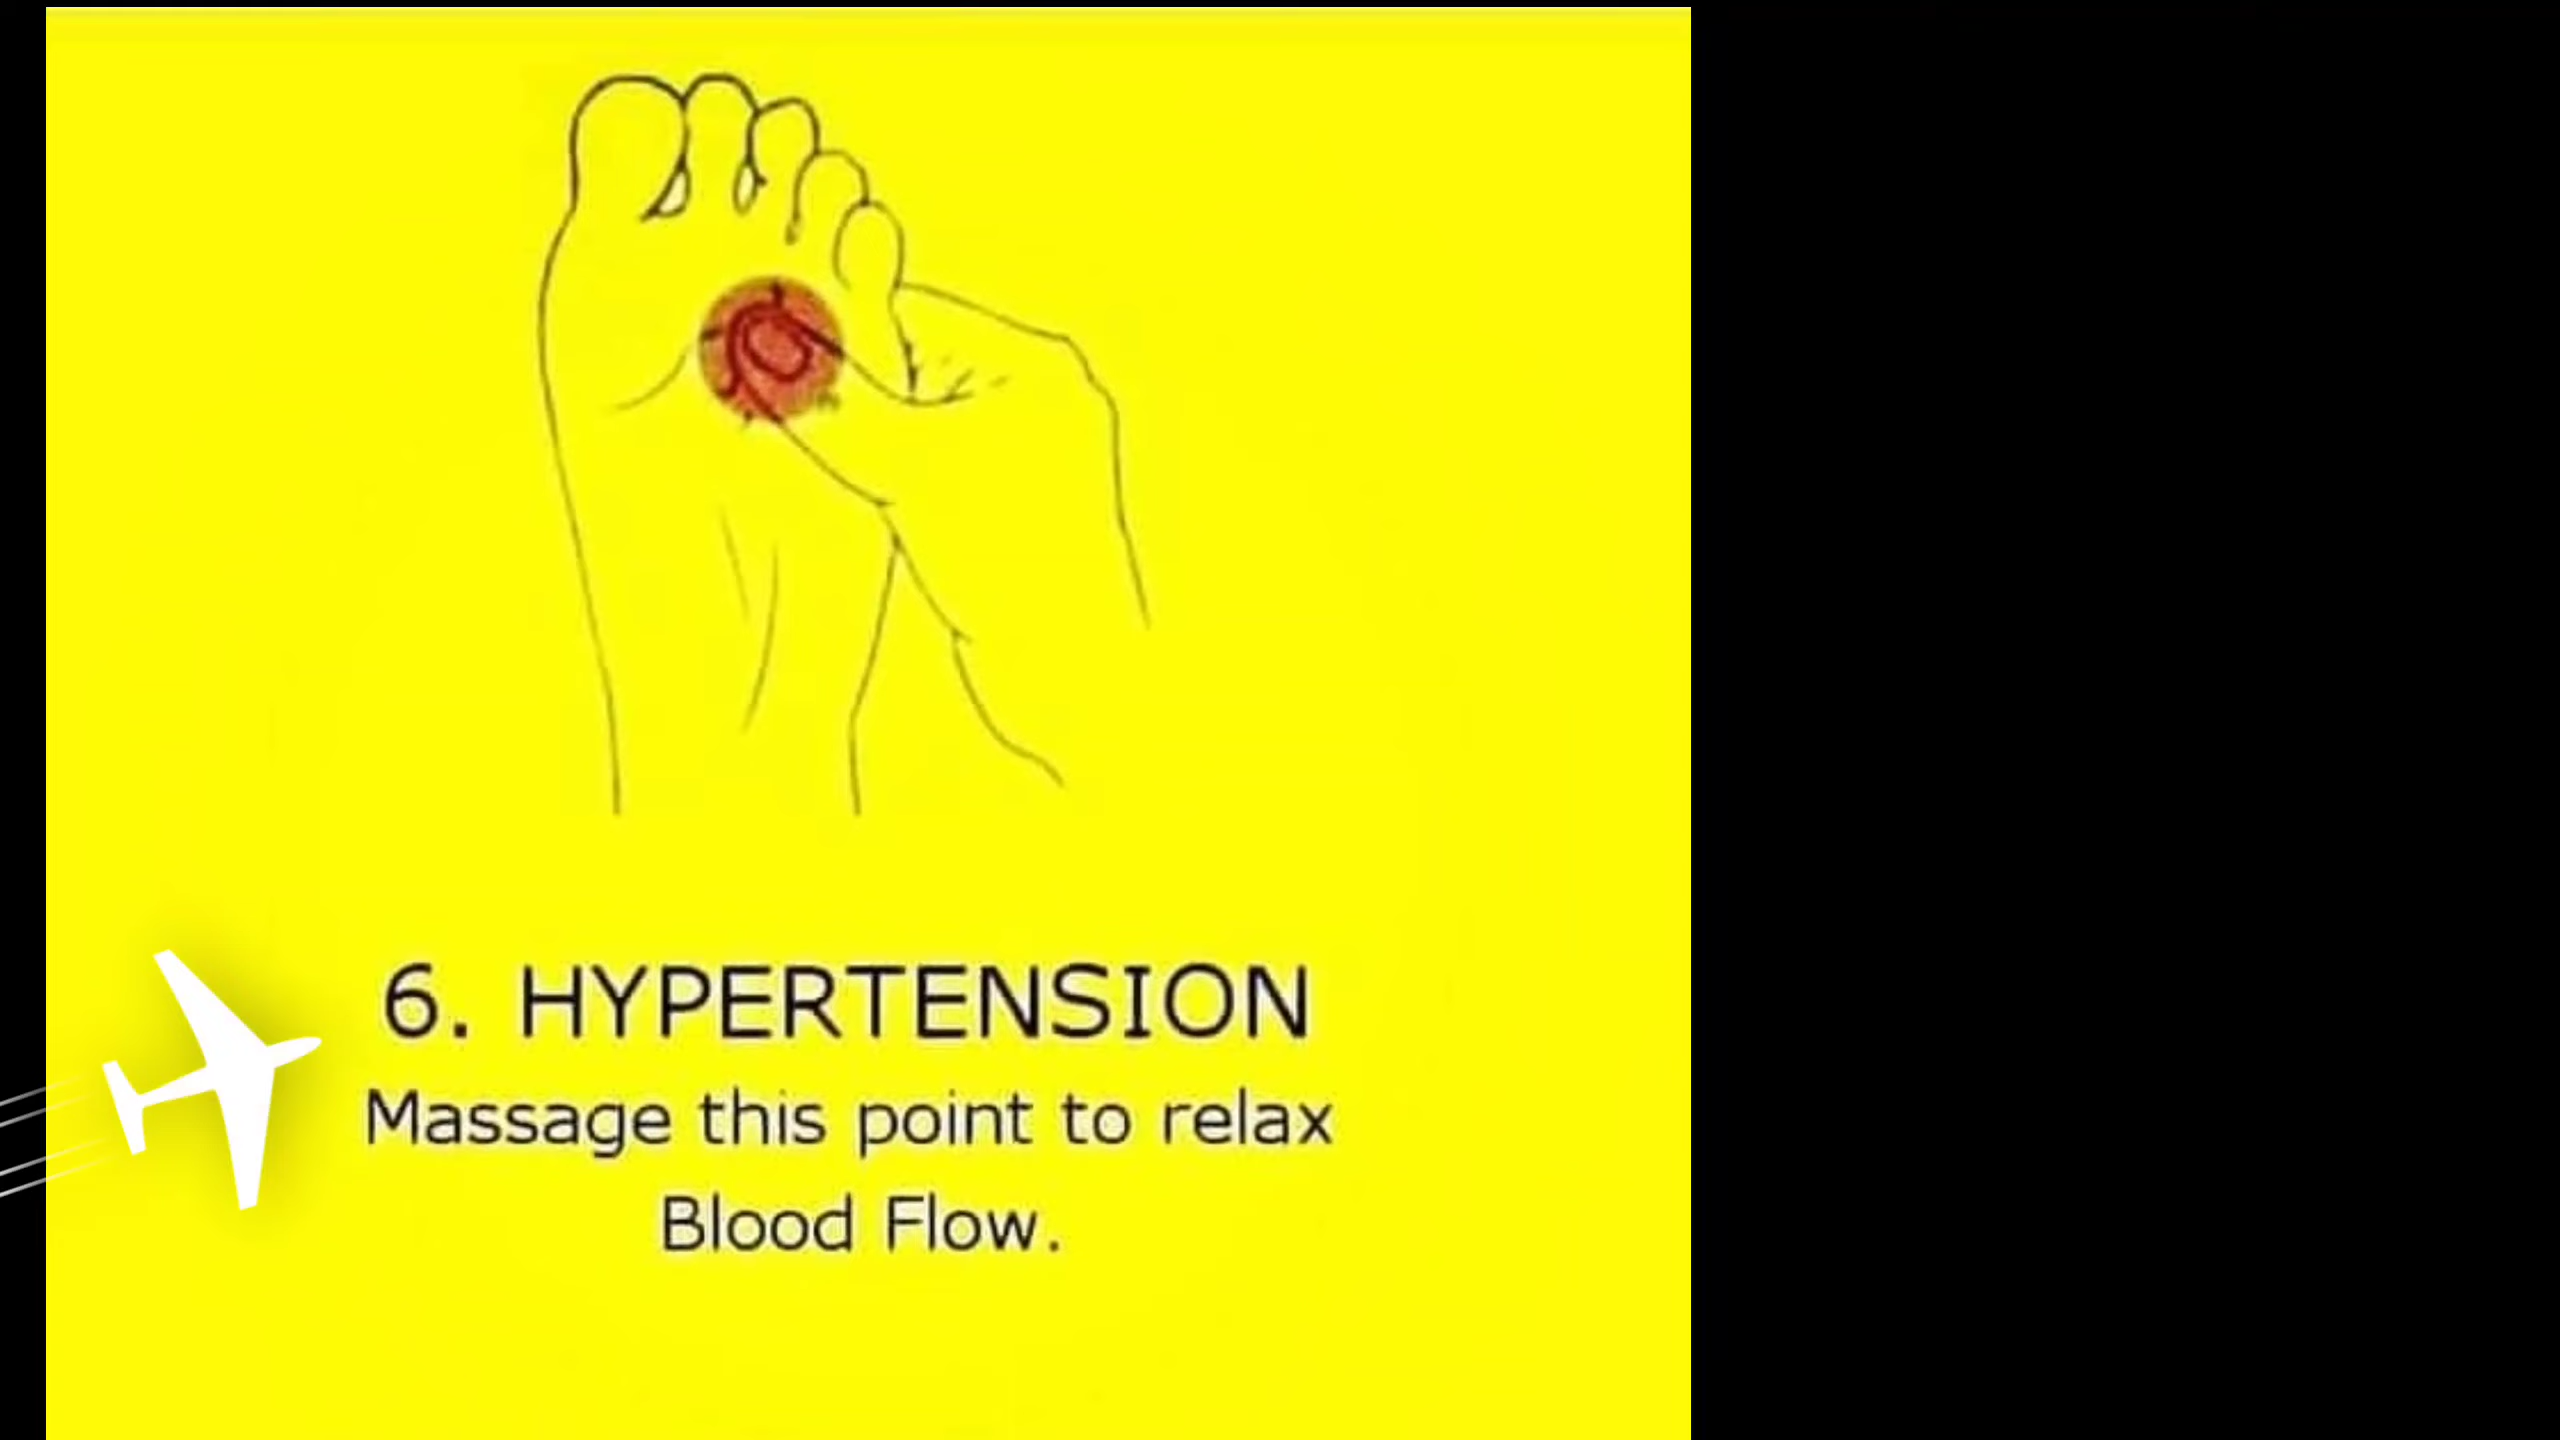 6. HYPERTENSION
Massage this point to relax
Blood Flow.